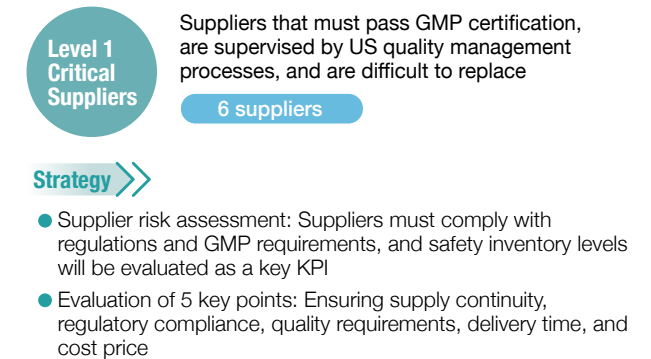 Level 1
Critical
Suppliers
Suppliers that must pass GMP certification,
are supervised by US quality management
processes, and are difficult to replace
6 suppliers
Strategy
Supplier risk assessment: Suppliers must comply with
regulations and GMP requirements, and safety inventory levels
will be evaluated as a key KPI
Evaluation of 5 key points: Ensuring supply continuity,
regulatory compliance, quality requirements, delivery time, and
cost price